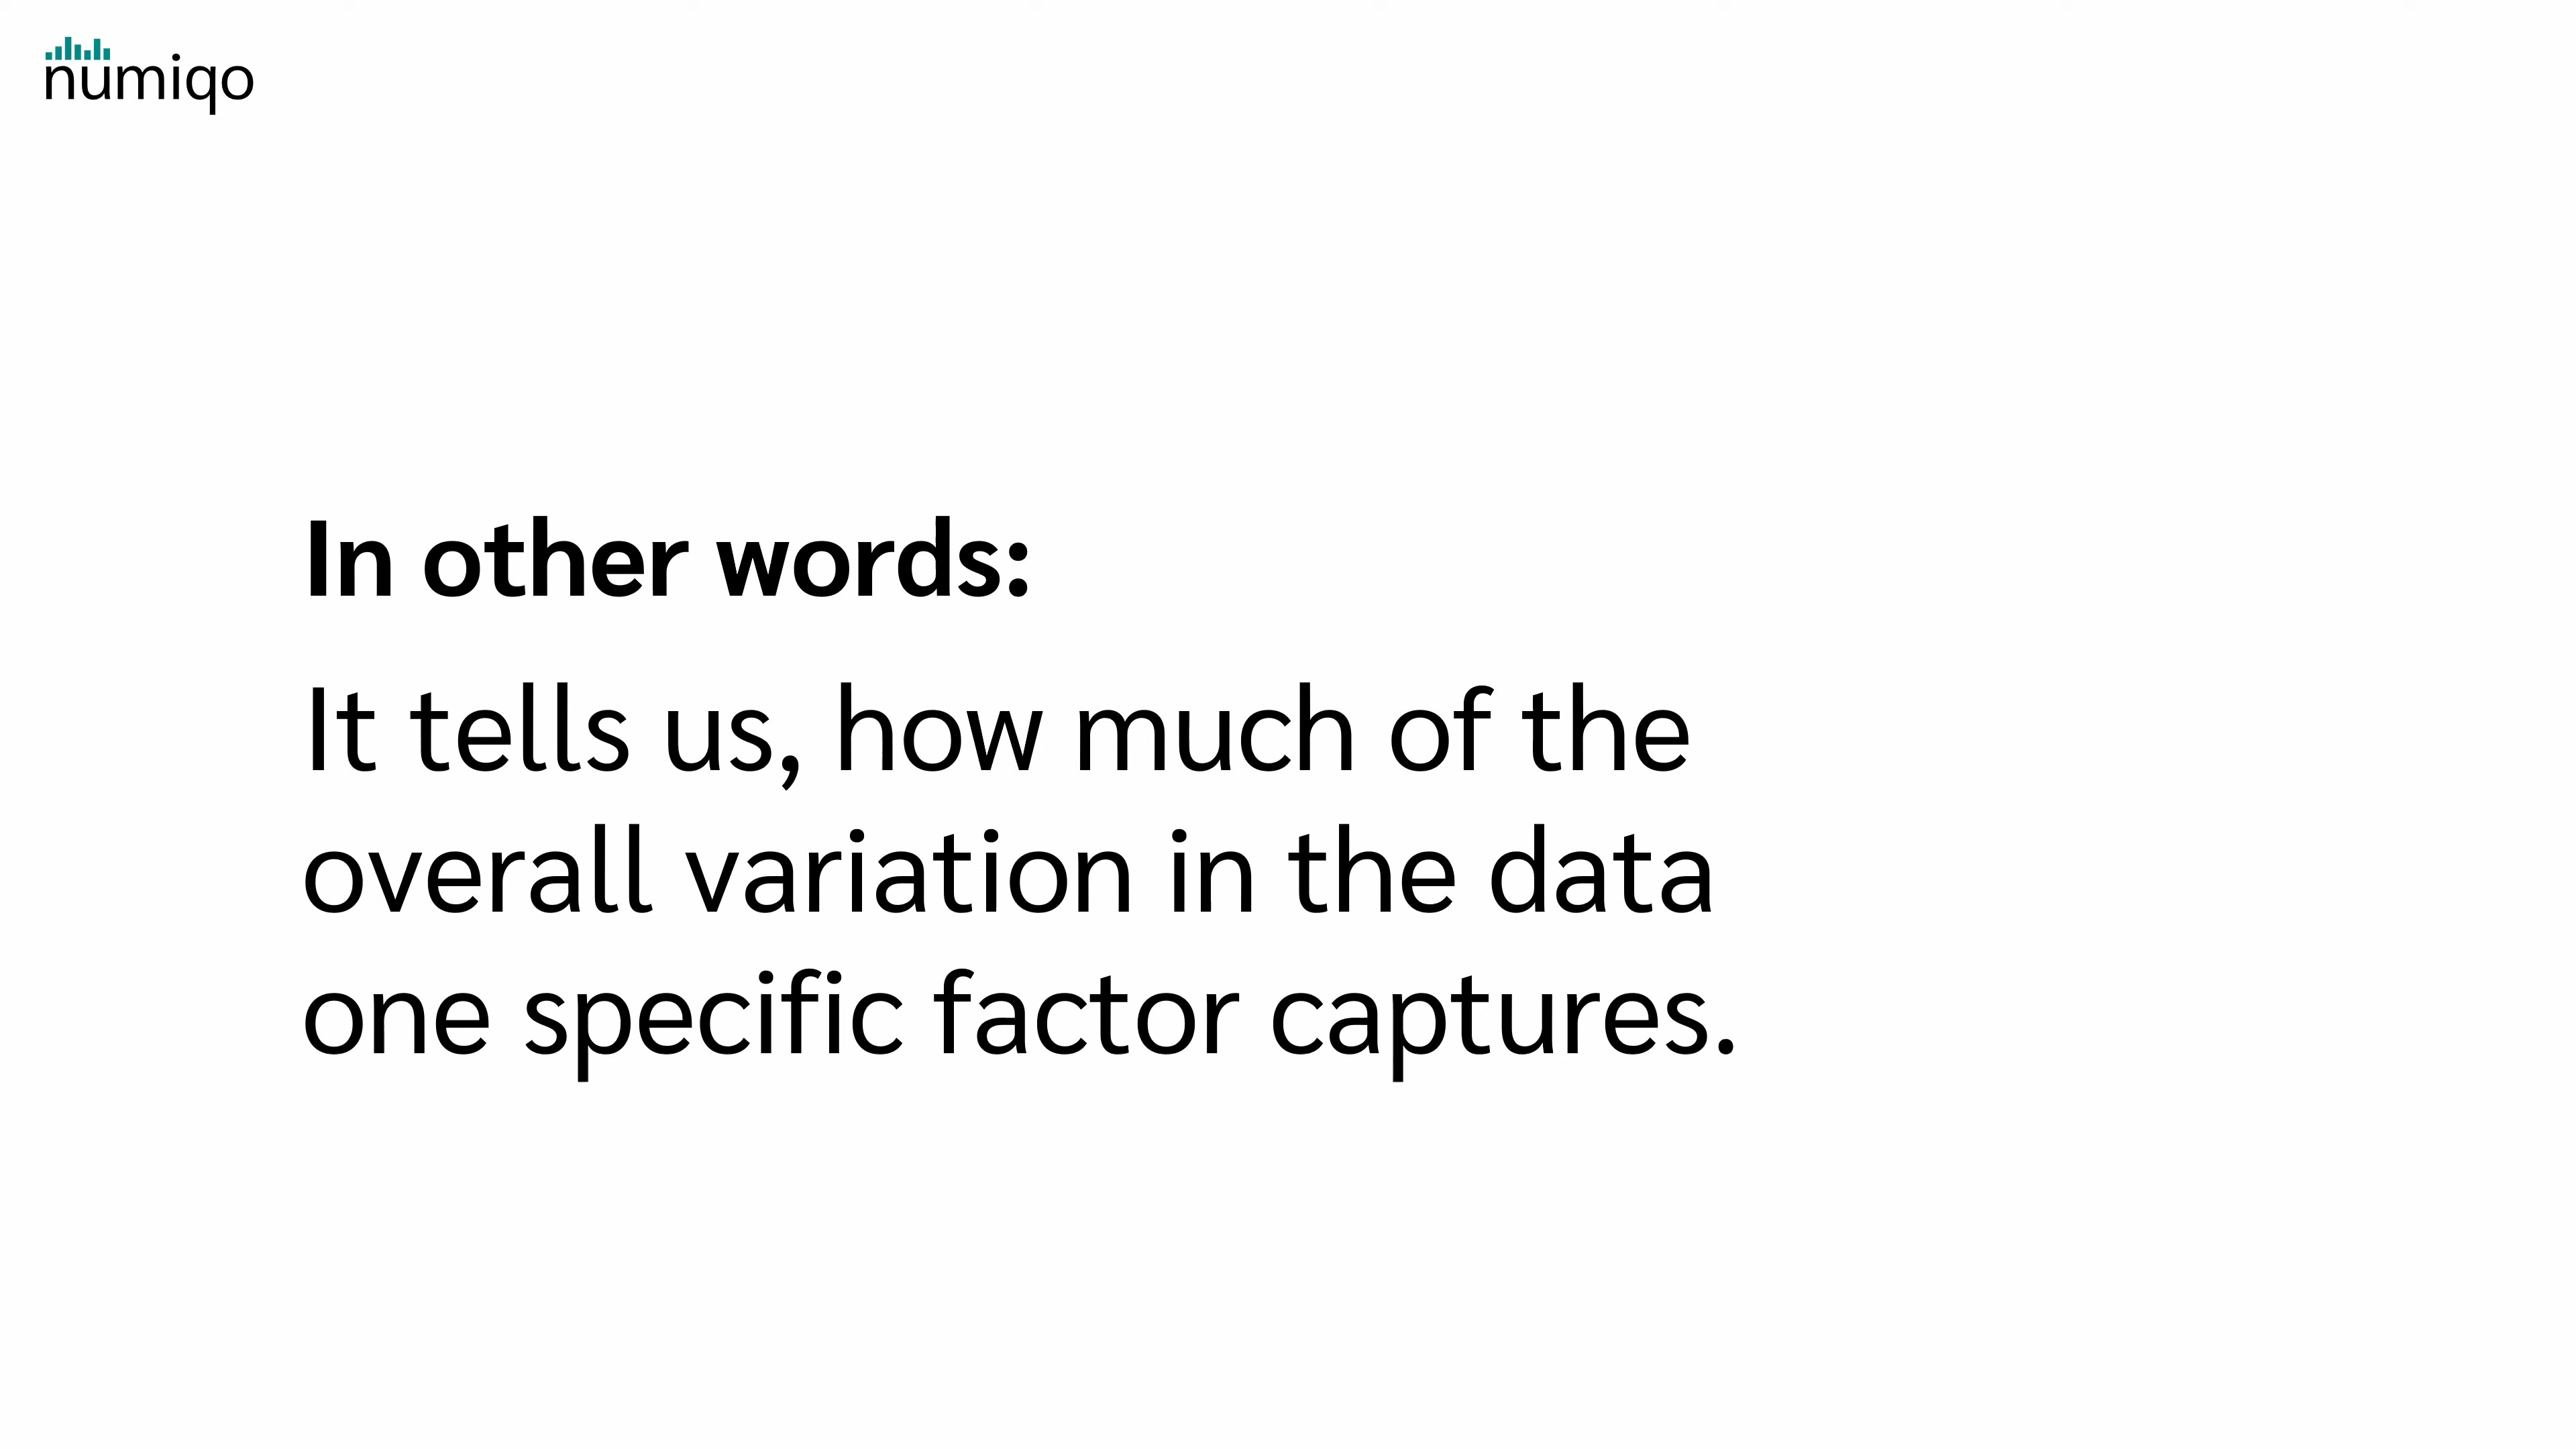 numiqo
In other words:
It tells us, how much of the
overall variation in the data
one specific factor captures.